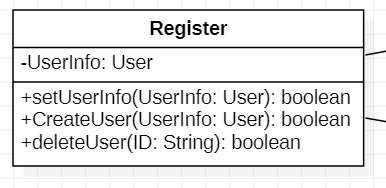 Register
-UserInfo: User
+setUserInfo(UserInfo: User): boolean
+CreateUser(UserInfo: User): boolean
+deleteUser(ID: String): boolean